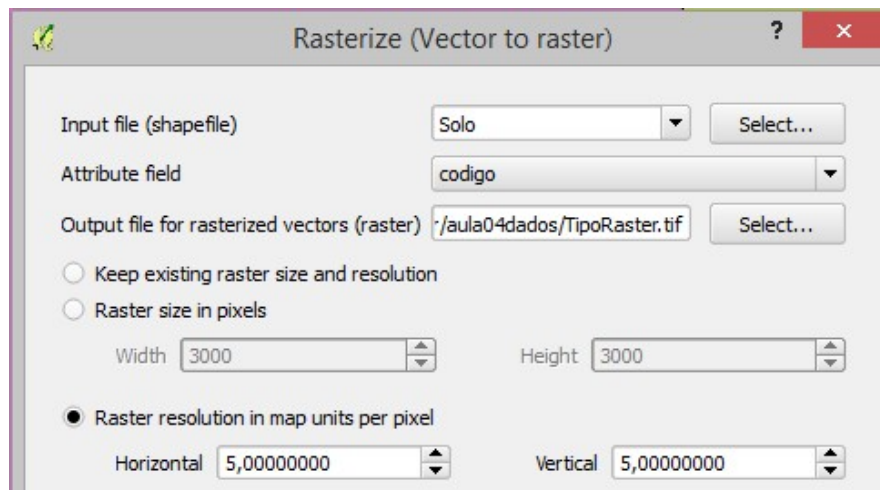 Rasterize (Vector to raster) ? ×
Input file (shapefile) Solo Select...
Attribute field codigo
Output file for rasterized vectors (raster) r/aula04dados/TipoRaster.tif Select...
Keep existing raster size and resolution
Raster size in pixels
Width 3000 Height 3000
Raster resolution in map units per pixel
Horizontal 5,00000000 Vertical 5,00000000